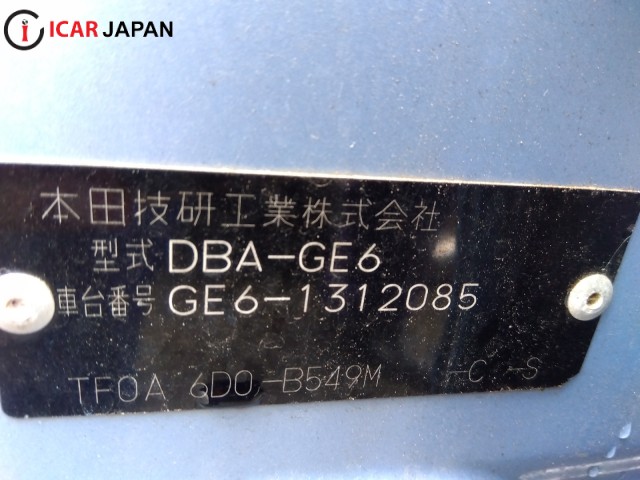 ICAR JAPAN
本田技研工業株式会社
型式 DBA-GE6
車台番号 GE6-1312085
TF0A 6D0-B549M -C -S